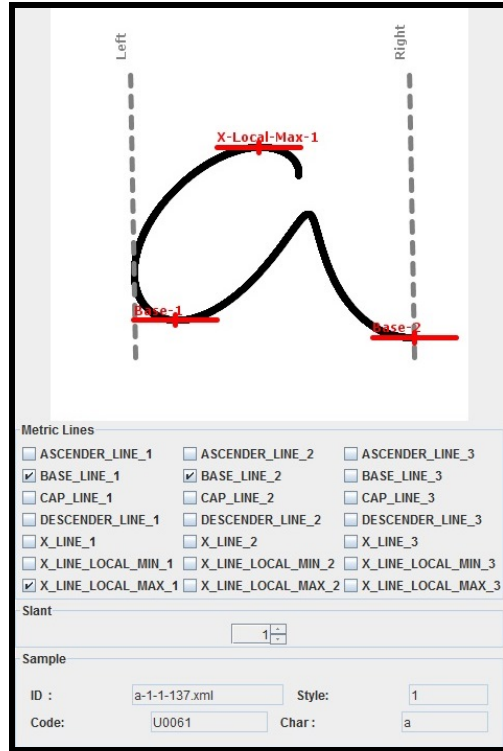 Left
Right
X-Local-Max-1
Base-1
Base-2
Metric Lines
ASCENDER_LINE_1 ASCENDER_LINE_2 ASCENDER_LINE_3
BASE_LINE_1 BASE_LINE_2 BASE_LINE_3
CAP_LINE_1 CAP_LINE_2 CAP_LINE_3
DESCENDER_LINE_1 DESCENDER_LINE_2 DESCENDER_LINE_3
X_LINE_1 X_LINE_2 X_LINE_3
X_LINE_LOCAL_MIN_1 X_LINE_LOCAL_MIN_2 X_LINE_LOCAL_MIN_3
X_LINE_LOCAL_MAX_1 X_LINE_LOCAL_MAX_2 X_LINE_LOCAL_MAX_3
Slant
1
Sample
ID : a-1-1-137.xml Style: 1
Code: U0061 Char : a